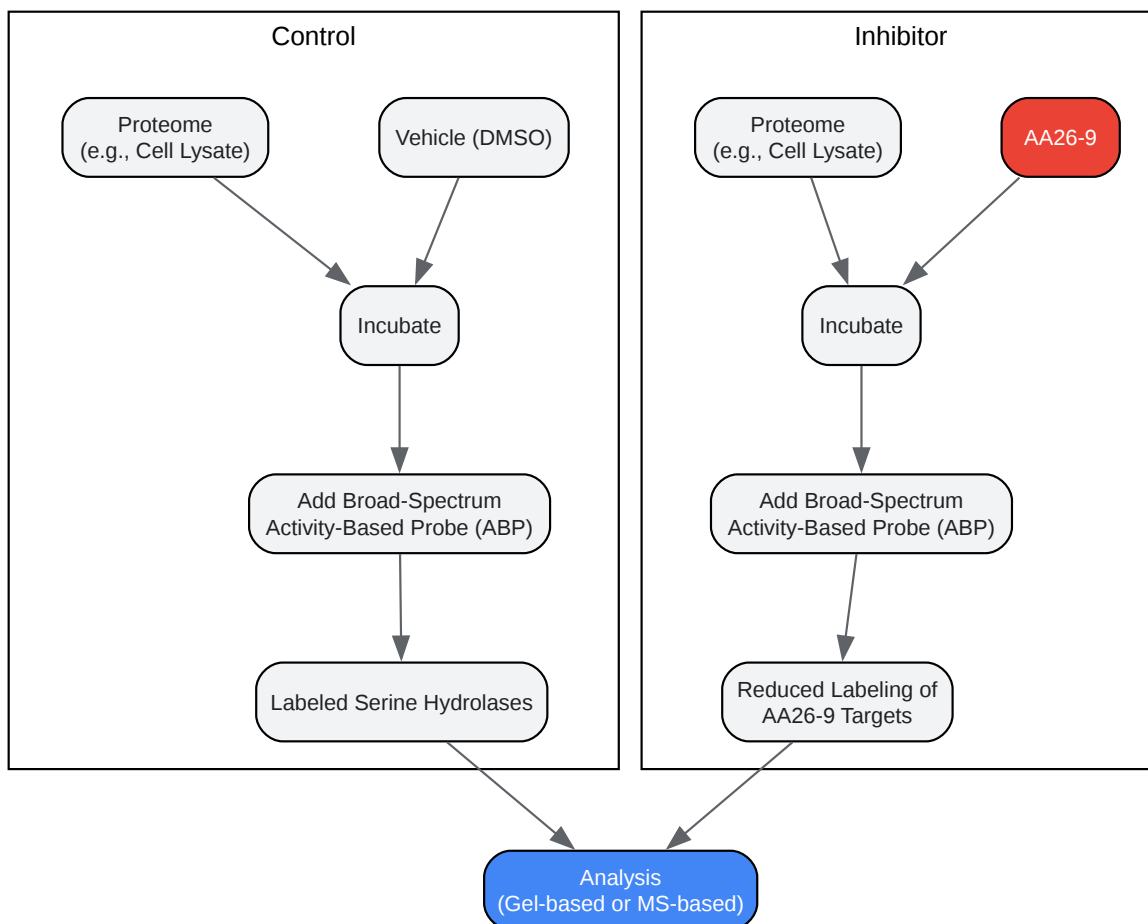 Control
Proteome
(e.g., Cell Lysate)
Vehicle (DMSO)
Incubate
Add Broad-Spectrum
Activity-Based Probe (ABP)
Labeled Serine Hydrolases
Inhibitor
Proteome
(e.g., Cell Lysate)
AA26-9
Incubate
Add Broad-Spectrum
Activity-Based Probe (ABP)
Reduced Labeling of
AA26-9 Targets
Analysis
(Gel-based or MS-based)